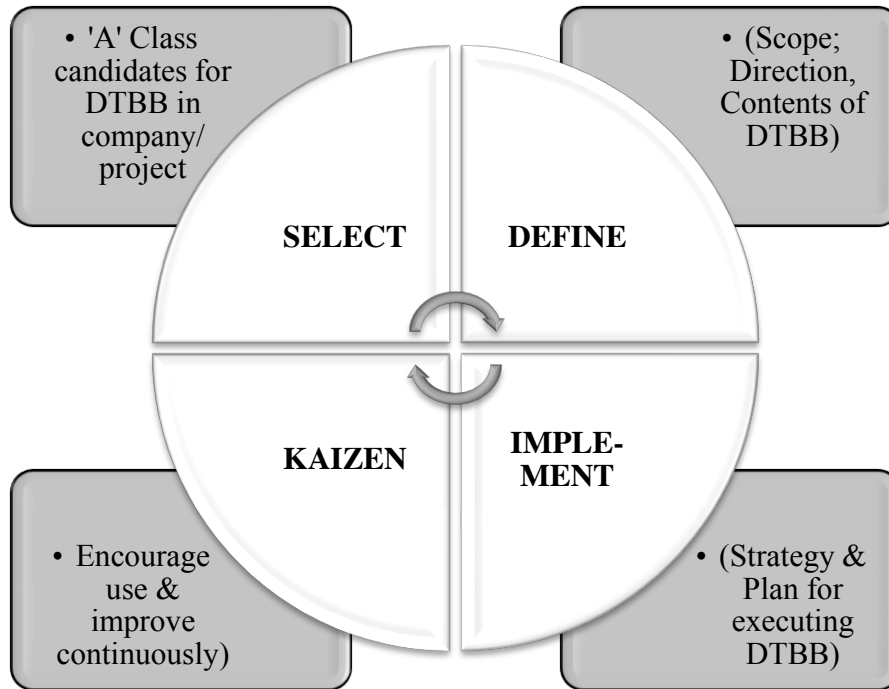 • 'A' Class
candidates for
DTBB in
company/
project
• (Scope;
Direction,
Contents of
DTBB)
SELECT
DEFINE
KAIZEN
IMPLE-
MENT
• Encourage
use &
improve
continuously)
• (Strategy &
Plan for
executing
DTBB)